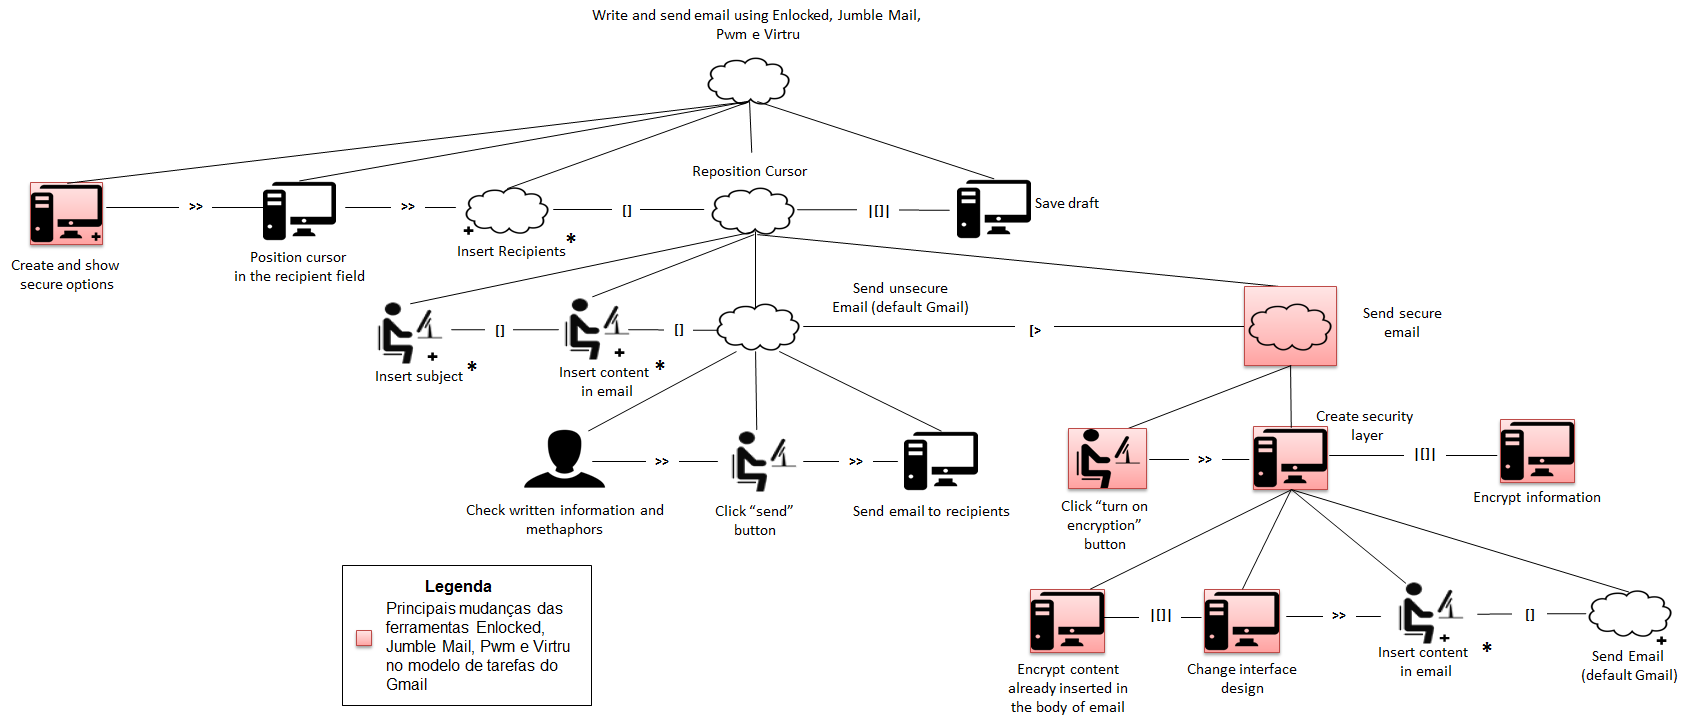 Write and send email using Enlocked, Jumble Mail,
Pwm e Virtru
Reposition Cursor
>>
>>
[]
|[]|
Save draft
+
+
*
Create and show
secure options
Position cursor
in the recipient field
Insert Recipients
Send unsecure
Email (default Gmail)
Send secure
email
[]
[]
[>
+
*
+
*
Insert subject
Insert content
in email
Create security
layer
>>
>>
>>
|[]|
Check written information and
methaphors
Click “send”
button
Send email to recipients
Click “turn on
encryption”
button
Encrypt information
Legenda
Principais mudanças das
ferramentas Enlocked,
Jumble Mail, Pwm e Virtru
no modelo de tarefas do
Gmail
|[]|
>>
[]
+
*
+
Encrypt content
already inserted in
the body of email
Change interface
design
Insert content
in email
Send Email
(default Gmail)